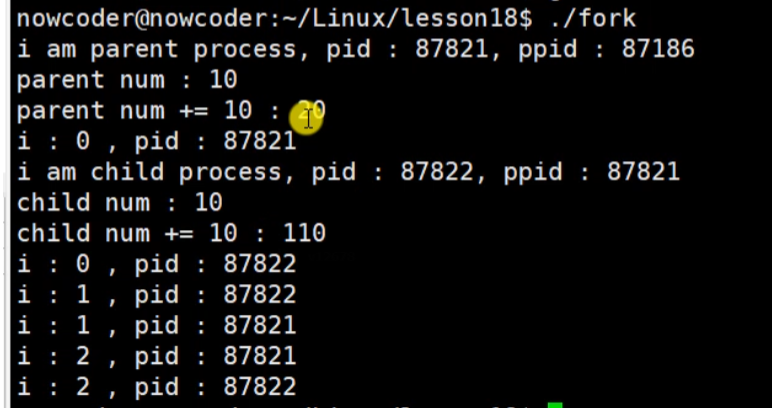 nowcoder@nowcoder:~/Linux/lesson18$ ./fork
i am parent process, pid : 87821, ppid : 87186
parent num : 10
parent num += 10 : 20
i : 0 , pid : 87821
i am child process, pid : 87822, ppid : 87821
child num : 10
child num += 10 : 110
i : 0 , pid : 87822
i : 1 , pid : 87822
i : 1 , pid : 87821
i : 2 , pid : 87821
i : 2 , pid : 87822